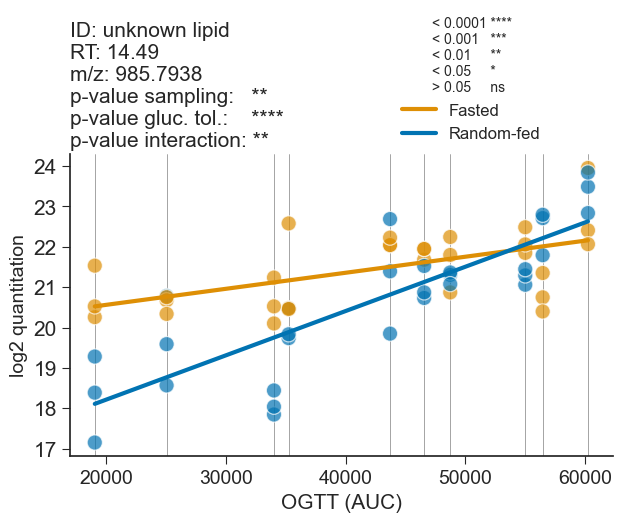 ID: unknown lipid
RT: 14.49
m/z: 985.7938
p-value sampling: **
p-value gluc. tol.: ****
p-value interaction: **
< 0.0001 ****
< 0.001 ***
< 0.01 **
< 0.05 *
> 0.05 ns
Fasted
Random-fed
24
23
22
21
20
19
18
17
log2 quantitation
20000 30000 40000 50000 60000
OGTT (AUC)